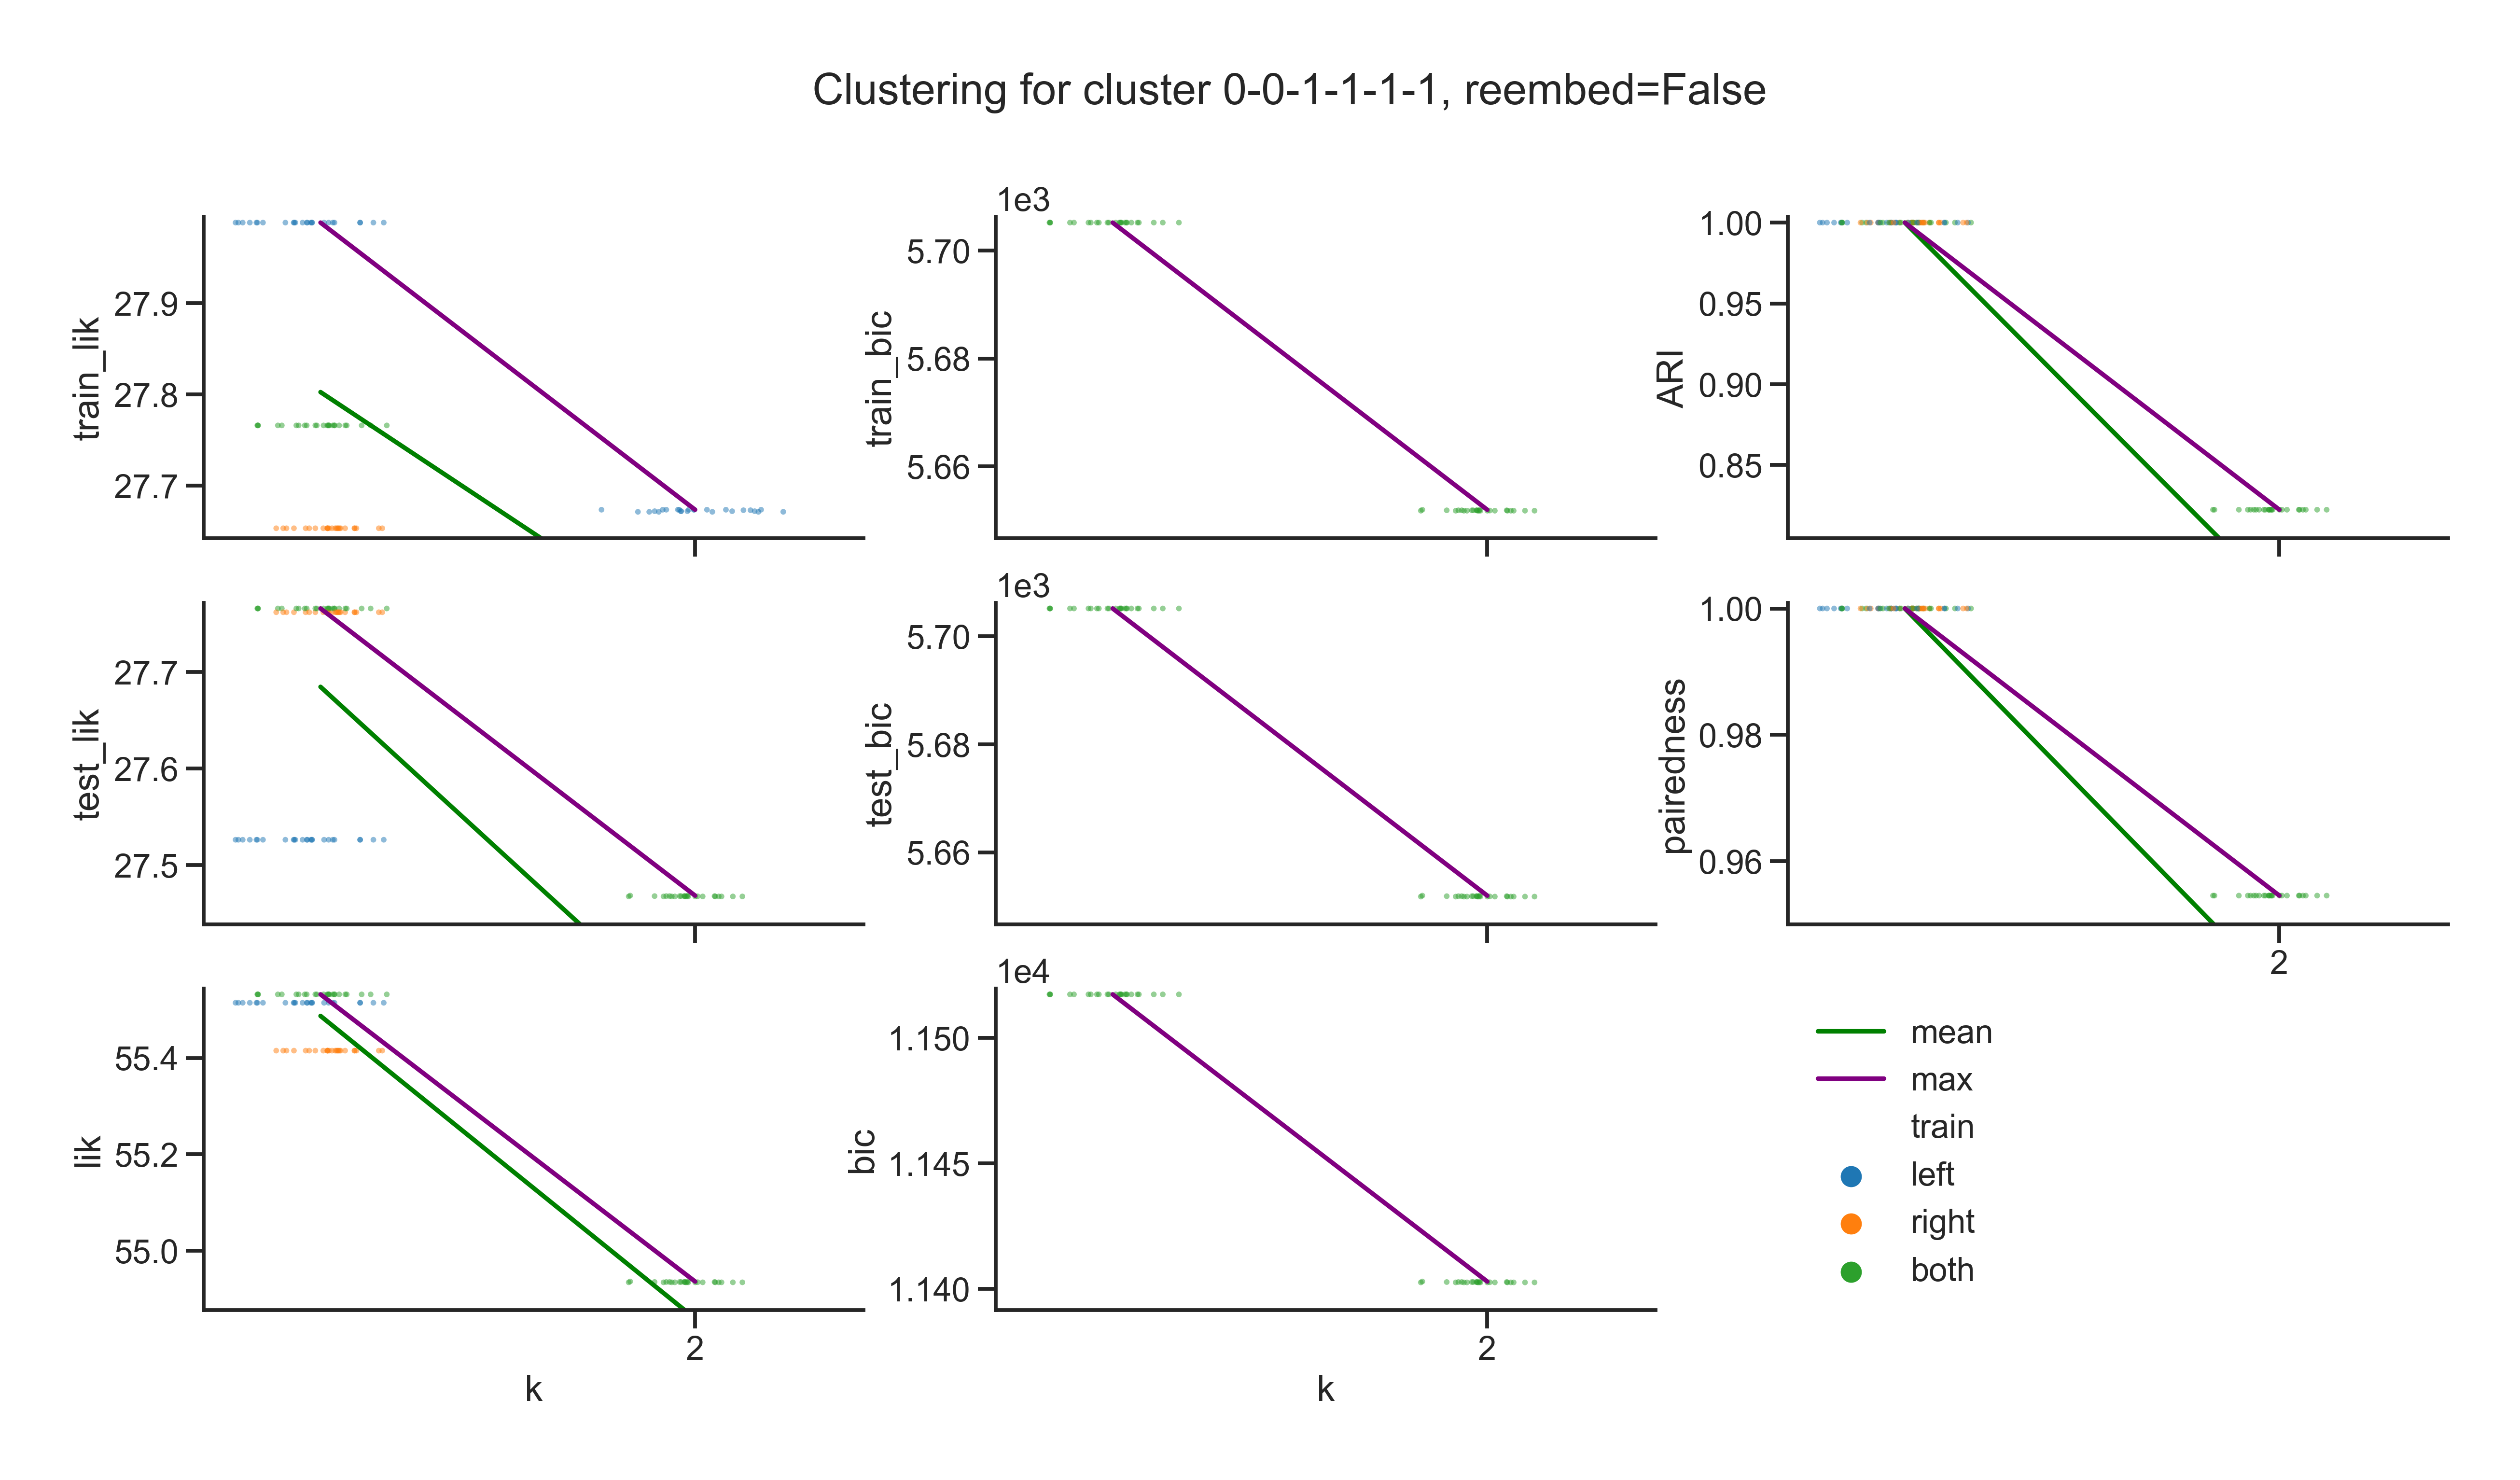 Clustering for cluster 0-0-1-1-1-1, reembed=False
train_lik
27.9
27.8
27.7
1e3
train_bic
5.70
5.68
5.66
ARI
1.00
0.95
0.90
0.85
test_lik
27.7
27.6
27.5
1e3
test_bic
5.70
5.68
5.66
pairedness
1.00
0.98
0.96
2
lik
55.4
55.2
55.0
2
k
1e4
bic
1.150
1.145
1.140
2
k
mean
max
train
left
right
both